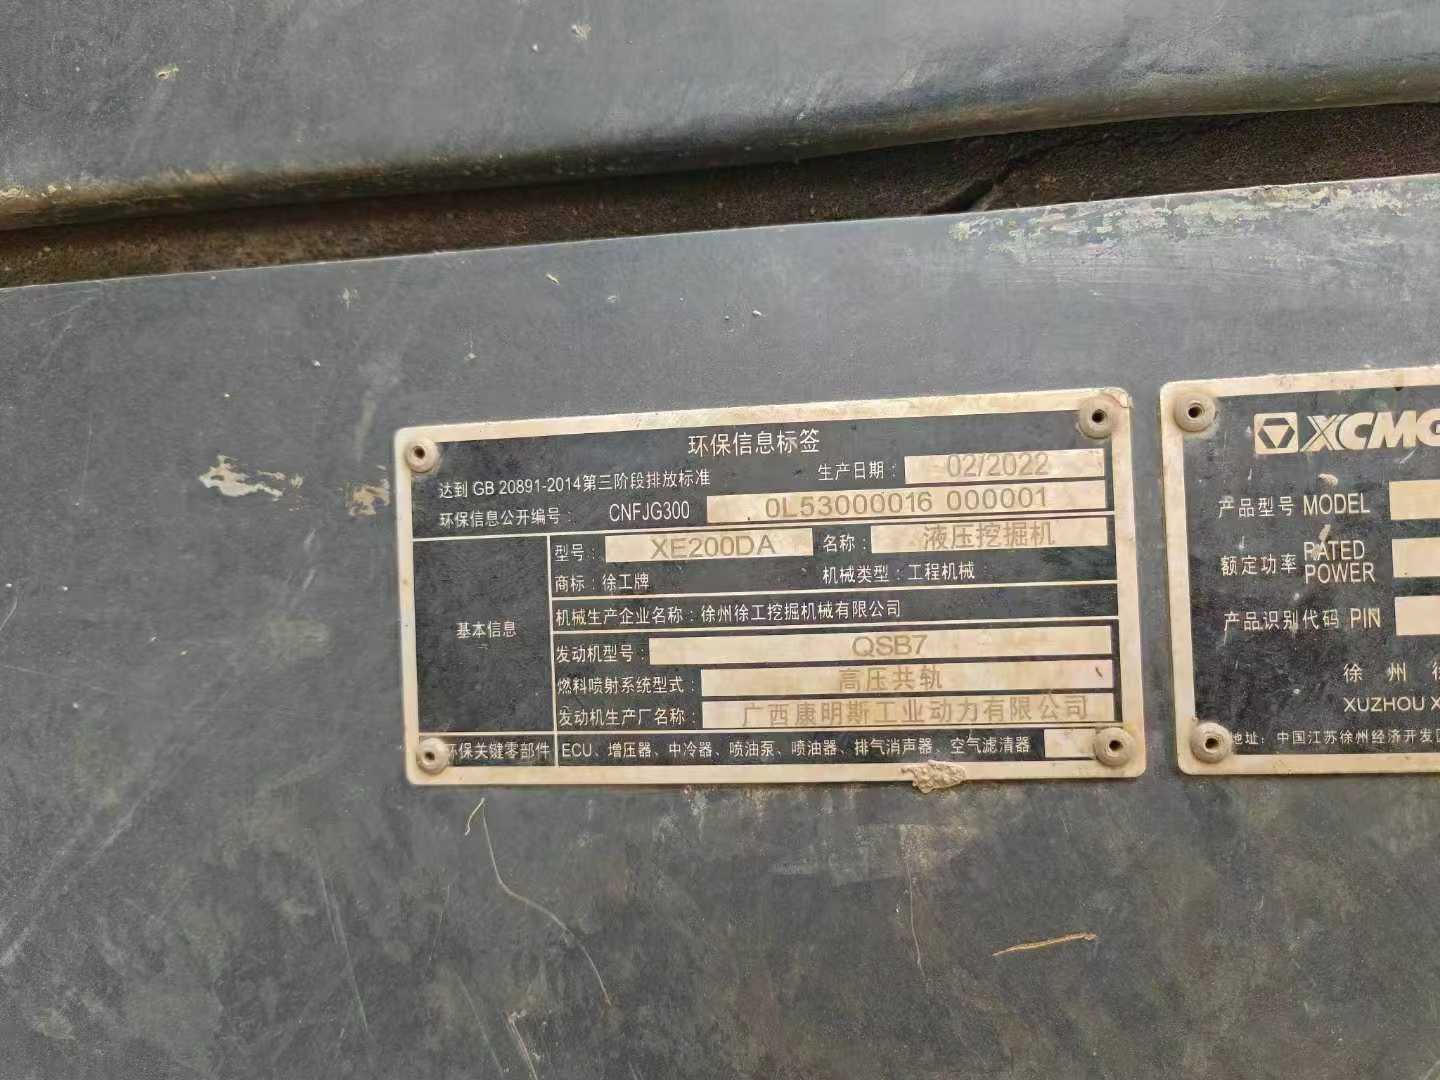 环保信息标签
达到 GB 20891-2014第三阶段排放标准 生产日期: 02/2022
环保信息公开编号: CNFJG300 0L53000016 000001
基本信息
型号: XE200DA 名称: 液压挖掘机
商标: 徐工牌 机械类型: 工程机械
机械生产企业名称: 徐州徐工挖掘机械有限公司
发动机型号: QSB7
燃料喷射系统型式: 高压共轨
发动机生产厂名称: 广西康明斯工业动力有限公司
环保关键零部件 ECU、增压器、中冷器、喷油泵、喷油器、排气消声器、空气滤清器
XCMG
产品型号 MODEL
额定功率 RATED POWER
产品识别代码 PIN
徐 州
XUZHOU X
地址: 中国江苏徐州经济开发区